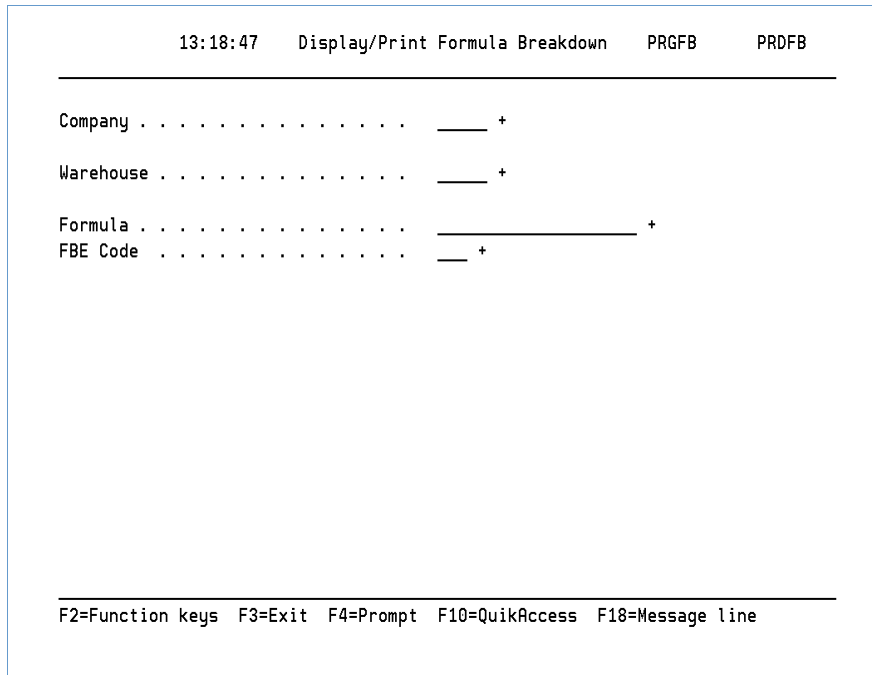 13:18:47 Display/Print Formula Breakdown PRGFB PRDFB
Company . . . . . . . . . . . . . . _____ +
Warehouse . . . . . . . . . . . . . _____ +
Formula . . . . . . . . . . . . . . ____________________ +
FBE Code . . . . . . . . . . . . . ___ +
F2=Function keys F3=Exit F4=Prompt F10=QuikAccess F18=Message line